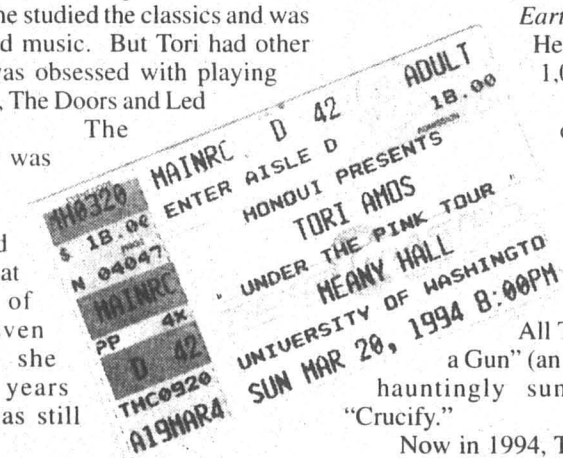 he studied the classics and was
d music. But Tori had other
was obsessed with playing
, The Doors and Led
The
was
d
at
of
ven
she
years
as still
MH0320
$ 18.00
N 04047
MAINRC
PP 4X
D 42
TMC0920
A19MAR4
MAINRC D 42 ADULT
ENTER AISLE D 18.00
MONQUI PRESENTS
TORI AMOS
UNDER THE PINK TOUR
MEANY HALL
UNIVERSITY OF WASHINGTO
SUN MAR 20, 1994 8:00PM
Eart
He
1,0
All T
a Gun" (an
hauntingly sun
"Crucify."
Now in 1994, T